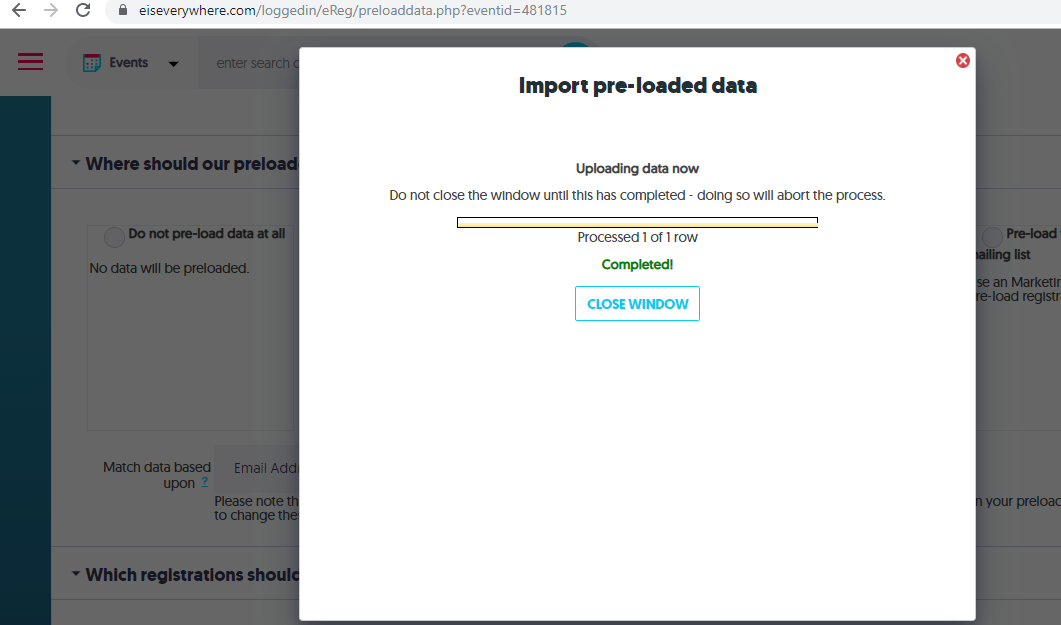 eiseverywhere.com/loggedin/eReg/preloaddata.php?eventid=481815
Events
enter search
Import pre-loaded data
Where should our preload
Uploading data now
Do not close the window until this has completed - doing so will abort the process.
Processed 1 of 1 row
Completed!
CLOSE WINDOW
Do not pre-load data at all
No data will be preloaded.
Pre-load
ailing list
se an Marketin
re-load registr
Match data based
upon ?
Email Addr
Please note th
to change the
n your preload
Which registrations should